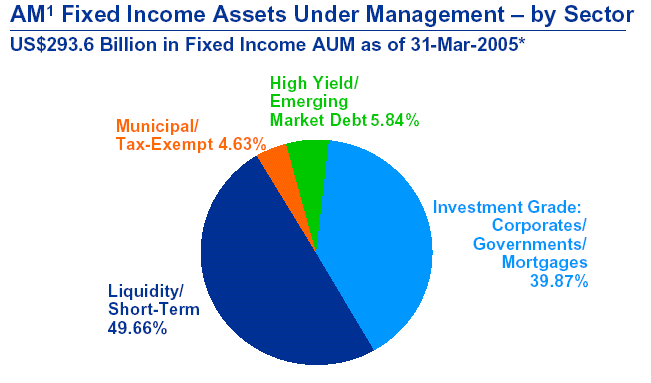 AM¹ Fixed Income Assets Under Management – by Sector
US$293.6 Billion in Fixed Income AUM as of 31-Mar-2005*
High Yield/
Emerging
Market Debt 5.84%
Municipal/
Tax-Exempt 4.63%
Investment Grade:
Corporates/
Governments/
Mortgages
39.87%
Liquidity/
Short-Term
49.66%